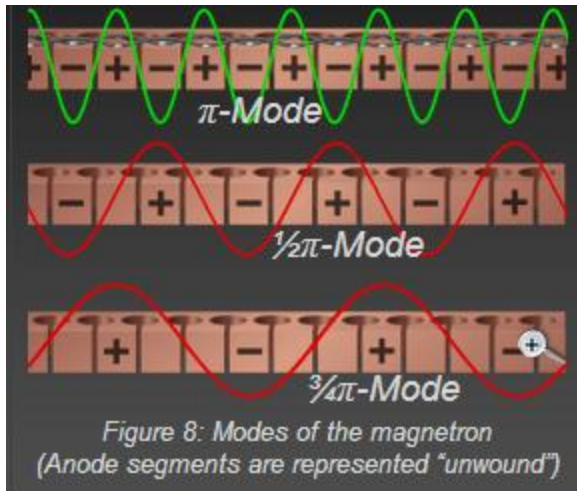 + − + − + − + − + − + − +
π-Mode
− + − + − +
½π-Mode
+ − + −
¾π-Mode
Figure 8: Modes of the magnetron
(Anode segments are represented “unwound”)